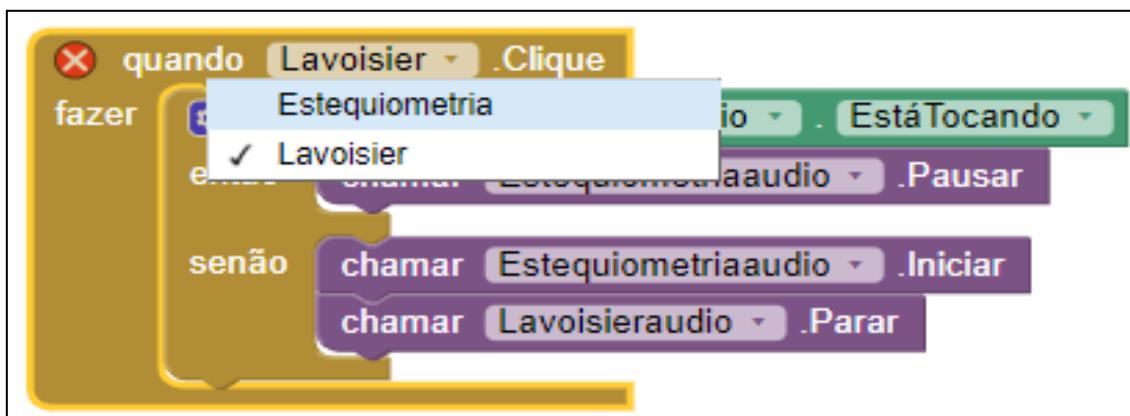 quando Lavoisier .Clique
Estequiometria
fazer io . EstáTocando
✓ Lavoisier
chamar Estequiometriaaudio .Pausar
senão chamar Estequiometriaaudio .Iniciar
chamar Lavoisieraudio .Parar